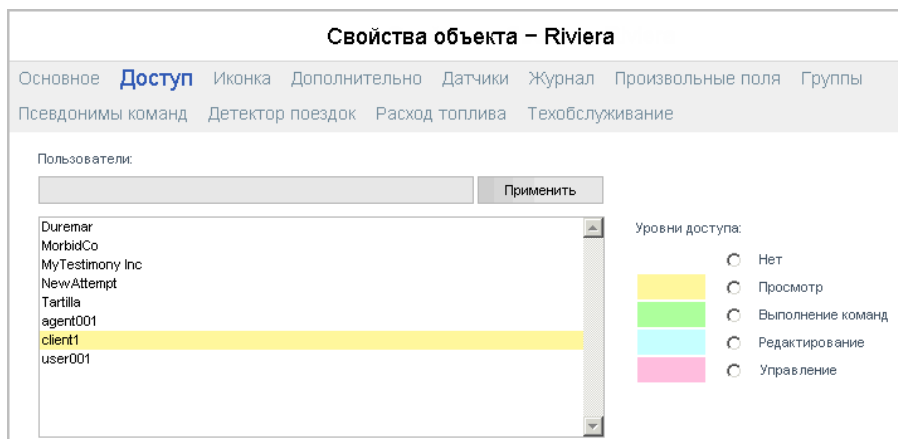 Свойства объекта – Riviera
Основное Доступ Иконка Дополнительно Датчики Журнал Произвольные поля Группы
Псевдонимы команд Детектор поездок Расход топлива Техобслуживание
Пользователи:
Применить
Duremar
MorbidCo
MyTestimony Inc
NewAttempt
Tartilla
agent001
client1
user001
Уровни доступа:
Нет
Просмотр
Выполнение команд
Редактирование
Управление